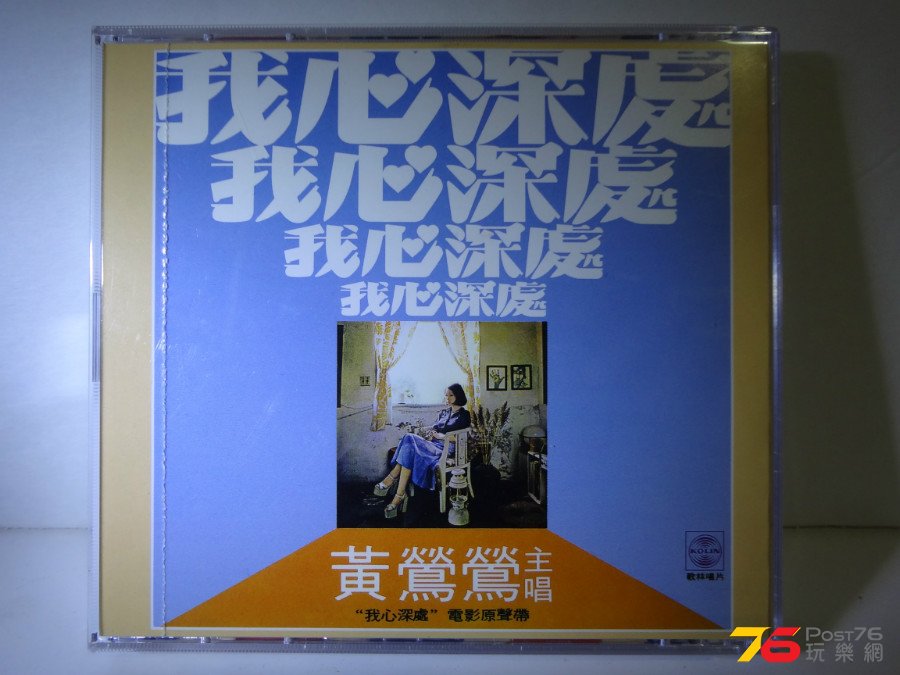 我心深處
我心深處
我心深處
我心深處
黃鶯鶯主唱
“我心深處”電影原聲帶
KOLIN
歌林唱片
76 POST76
玩樂網